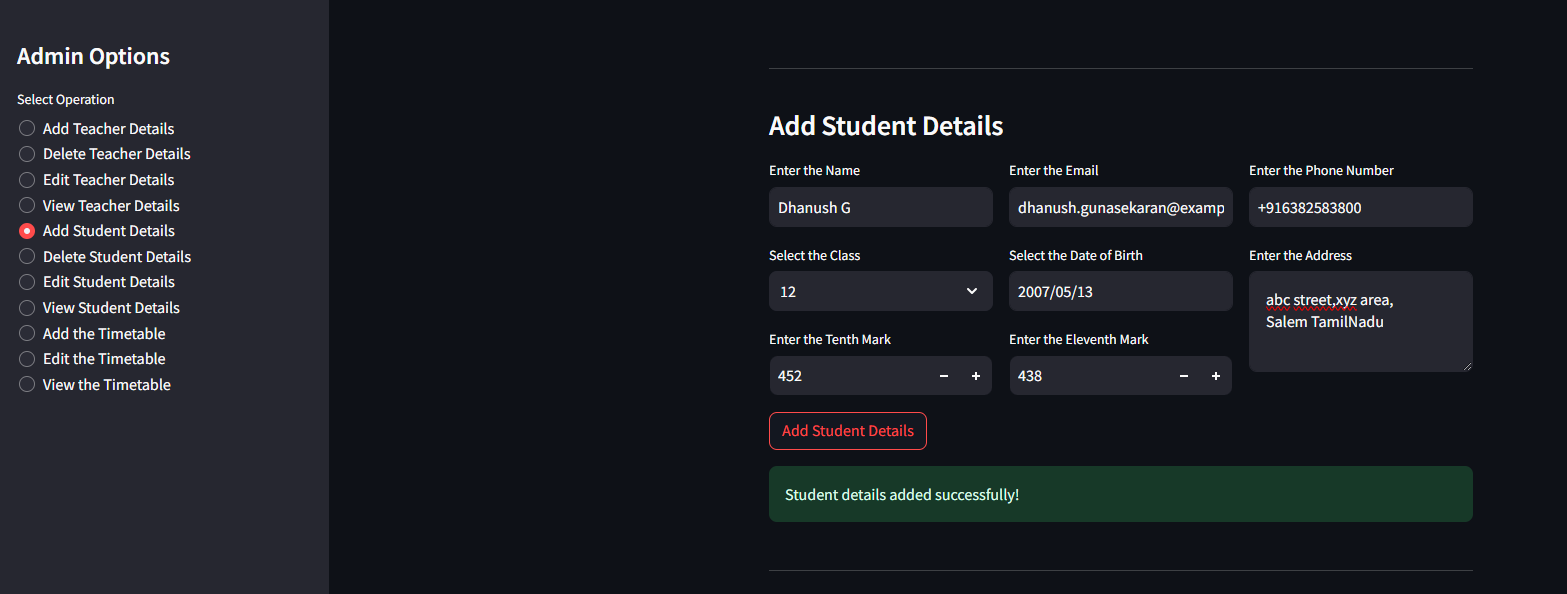 Admin Options
Select Operation
Add Teacher Details
Delete Teacher Details
Edit Teacher Details
View Teacher Details
Add Student Details
Delete Student Details
Edit Student Details
View Student Details
Add the Timetable
Edit the Timetable
View the Timetable
Add Student Details
Enter the Name
Enter the Email
Enter the Phone Number
Dhanush G
dhanush.gunasekaran@examp
+916382583800
Select the Class
Select the Date of Birth
Enter the Address
12
2007/05/13
abc street,xyz area,
Salem TamilNadu
Enter the Tenth Mark
Enter the Eleventh Mark
452
438
Add Student Details
Student details added successfully!